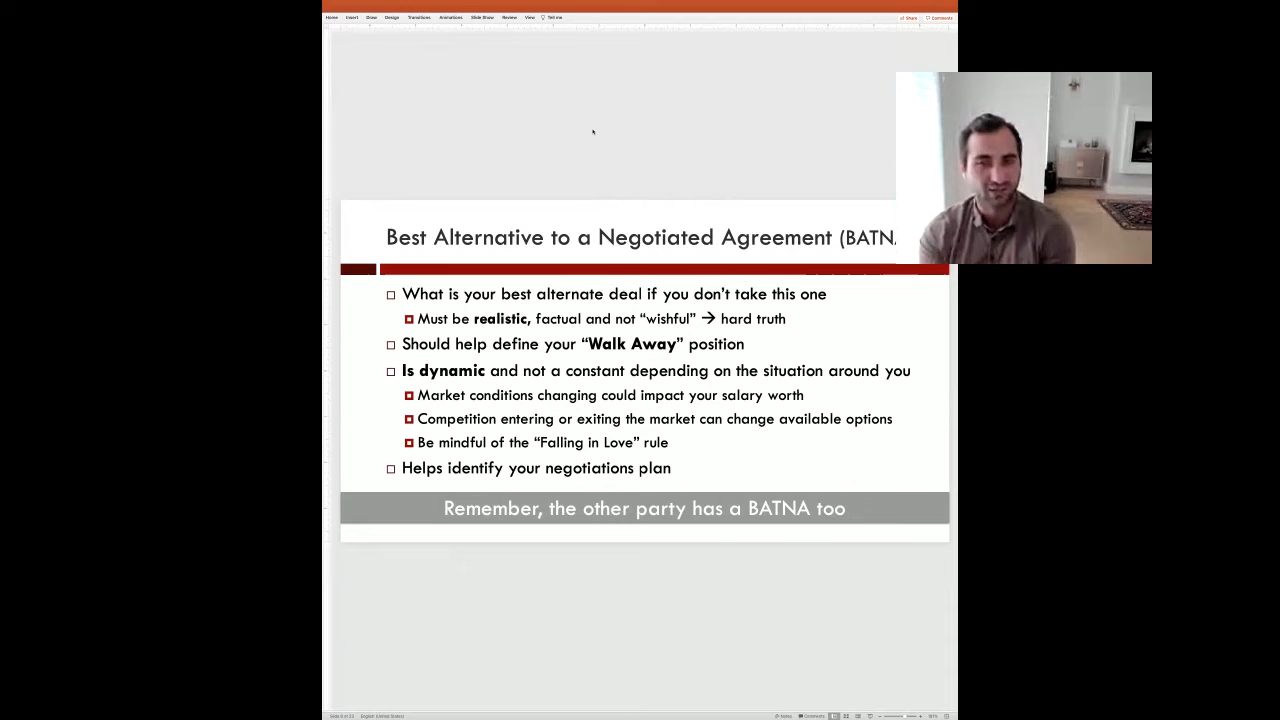 Home Insert Draw Design Transitions Animations Slide Show Review View Tell me
Share Comments
Best Alternative to a Negotiated Agreement (BATNA
What is your best alternate deal if you don’t take this one
Must be realistic, factual and not “wishful” → hard truth
Should help define your “Walk Away” position
Is dynamic and not a constant depending on the situation around you
Market conditions changing could impact your salary worth
Competition entering or exiting the market can change available options
Be mindful of the “Falling in Love” rule
Helps identify your negotiations plan
Remember, the other party has a BATNA too
English (United States)
Notes Comments